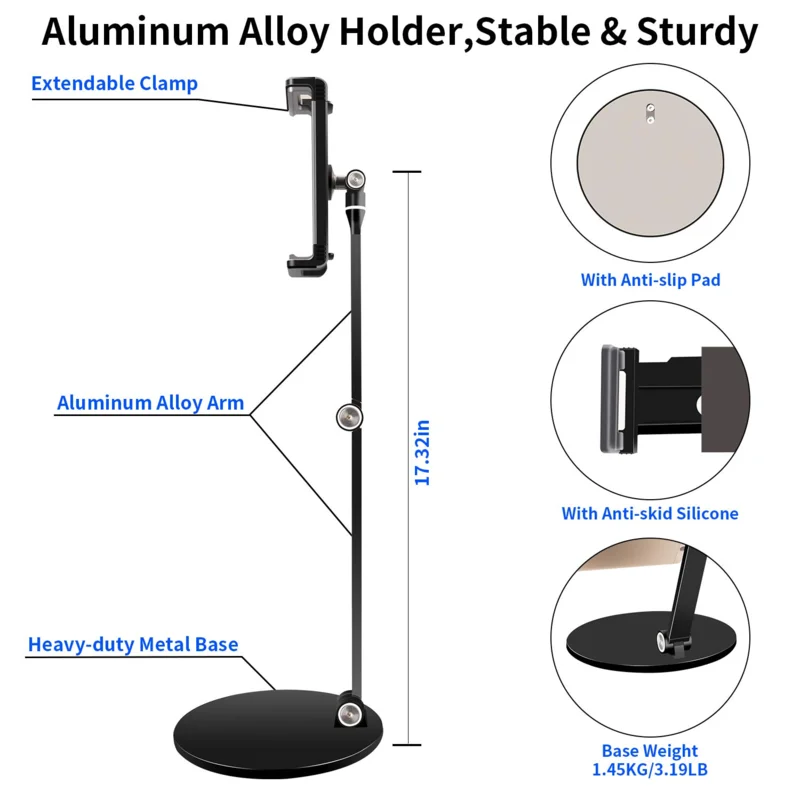 Aluminum Alloy Holder,Stable & Sturdy
Extendable Clamp
With Anti-slip Pad
Aluminum Alloy Arm
17.32in
With Anti-skid Silicone
Heavy-duty Metal Base
Base Weight
1.45KG/3.19LB